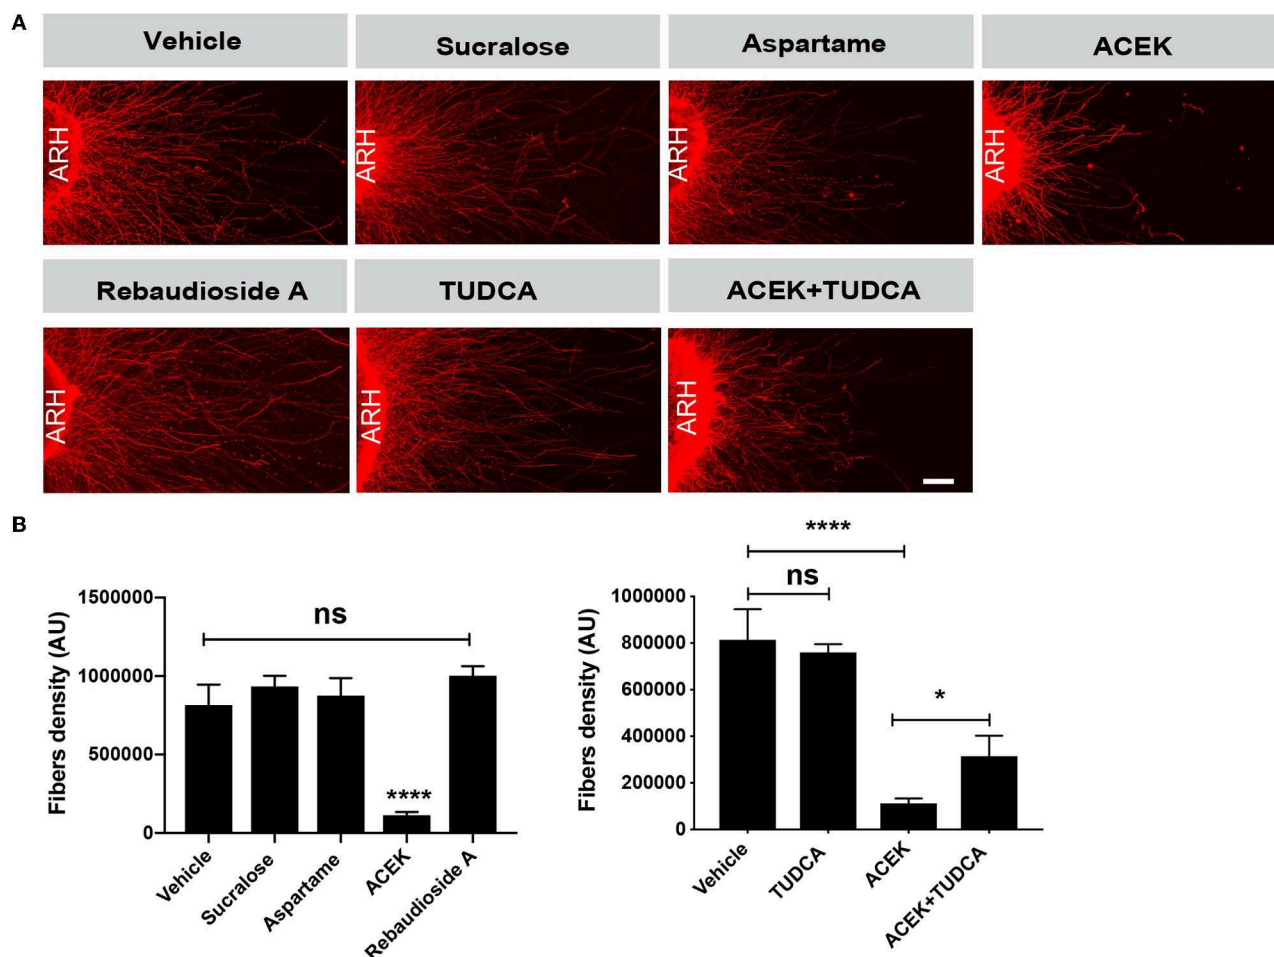 A
Vehicle
Sucralose
Aspartame
ACEK
ARH
ARH
ARH
ARH
Rebaudioside A
TUDCA
ACEK+TUDCA
ARH
ARH
ARH
B
Fibers density (AU)
1500000
1000000
500000
0
ns
****
Vehicle
Sucralose
Aspartame
ACEK
Rebaudioside A
Fibers density (AU)
1000000
800000
600000
400000
200000
0
****
ns
*
Vehicle
TUDCA
ACEK
ACEK+TUDCA